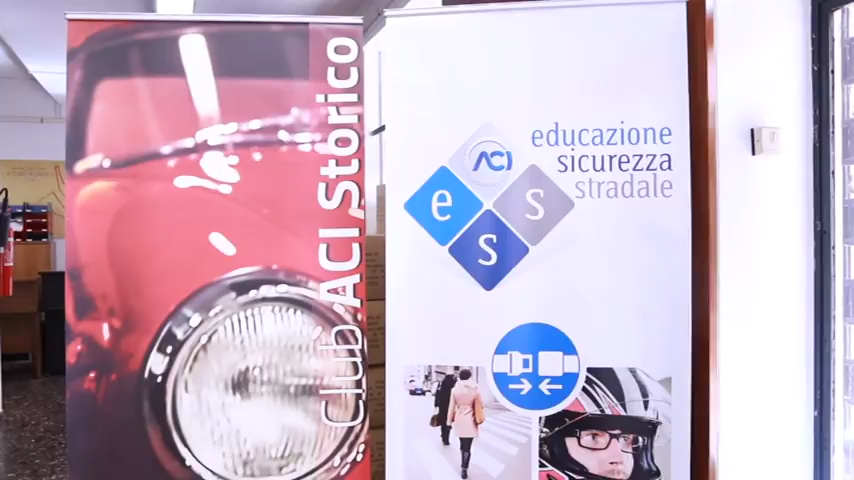 Club ACI Storico
ACI
educazione
sicurezza
stradale
e
s
s